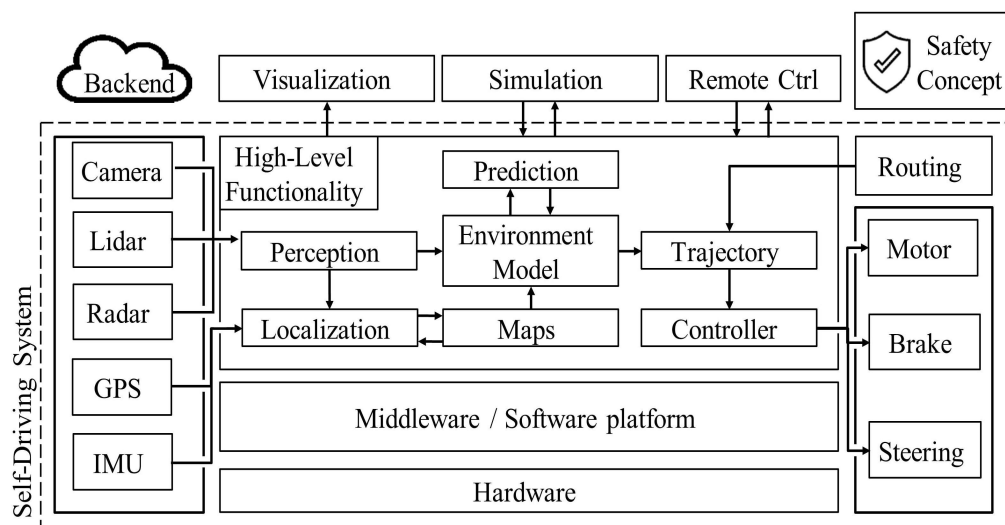 Backend
Visualization
Simulation
Remote Ctrl
Safety
Concept
Self-Driving System
Camera
Lidar
Radar
GPS
IMU
High-Level
Functionality
Prediction
Perception
Environment
Model
Trajectory
Localization
Maps
Controller
Routing
Motor
Brake
Steering
Middleware / Software platform
Hardware